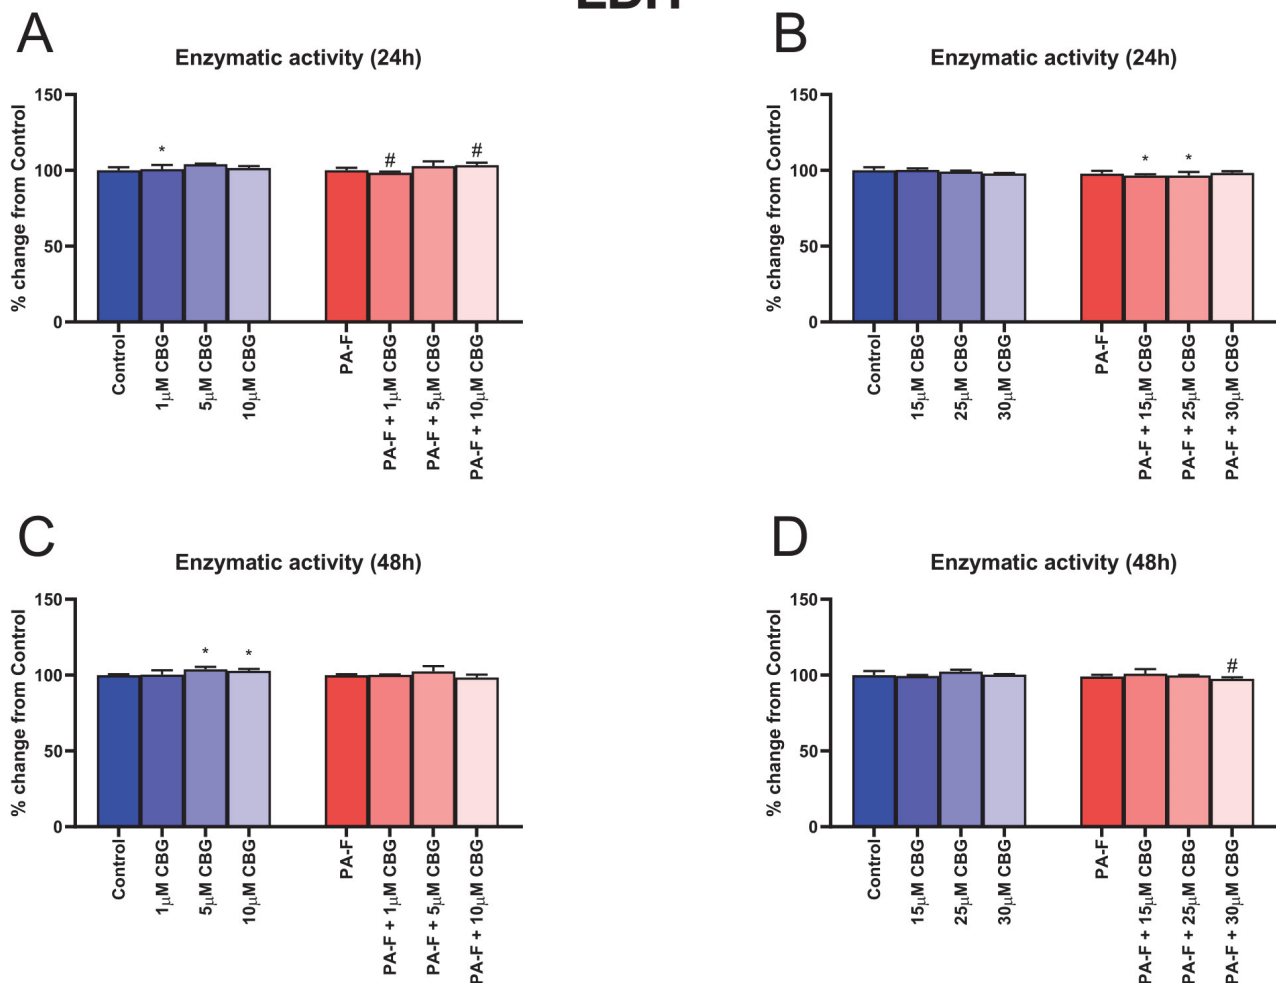 A
Enzymatic activity (24h)
% change from Control
150
100
50
0
*
#
#
Control
1μM CBG
5μM CBG
10μM CBG
PA-F
PA-F + 1μM CBG
PA-F + 5μM CBG
PA-F + 10μM CBG
B
Enzymatic activity (24h)
% change from Control
150
100
50
0
*
*
Control
15μM CBG
25μM CBG
30μM CBG
PA-F
PA-F + 15μM CBG
PA-F + 25μM CBG
PA-F + 30μM CBG
C
Enzymatic activity (48h)
% change from Control
150
100
50
0
*
*
Control
1μM CBG
5μM CBG
10μM CBG
PA-F
PA-F + 1μM CBG
PA-F + 5μM CBG
PA-F + 10μM CBG
D
Enzymatic activity (48h)
% change from Control
150
100
50
0
#
Control
15μM CBG
25μM CBG
30μM CBG
PA-F
PA-F + 15μM CBG
PA-F + 25μM CBG
PA-F + 30μM CBG